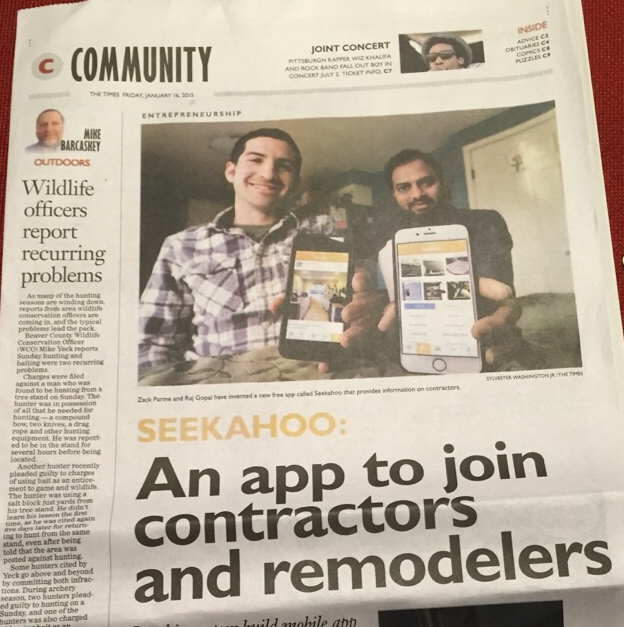 C COMMUNITY
THE TIMES FRIDAY, JANUARY 16, 2015
JOINT CONCERT
PITTSBURGH RAPPER WIZ KHALIFA
AND ROCK BAND FALL OUT BOY IN
CONCERT JULY 2. TICKET INFO, C7
INSIDE
ADVICE C3
OBITUARIES C4
COMICS C8
PUZZLES C9
MIKE
BARCASKEY
OUTDOORS
Wildlife
officers
report
recurring
problems
As many of the hunting
seasons are winding down,
reports from area wildlife
conservation officers are
coming in, and the typical
problems lead the pack.
Beaver County Wildlife
Conservation Officer
(WCO) Mike Yeck reports
Sunday hunting and
baiting were two recurring
problems.
Charges were filed
against a man who was
found to be hunting from a
tree stand on Sunday. The
hunter was in possession
of all that he needed for
hunting — a compound
bow, two knives, a drag
rope and other hunting
equipment. He was report-
ed to be in the stand for
several hours before being
located.
Another hunter recently
pleaded guilty to charges
of using bait as an entice-
ment to game and wildlife.
The hunter was using a
salt block just yards from
his tree stand. He didn't
learn his lesson the first
time, as he was cited again
five days later for return-
ing to hunt from the same
stand, even after being
told that the area was
posted against hunting.
Some hunters cited by
Yeck go above and beyond
by committing both infrac-
tions. During archery
season, two hunters plead-
ed guilty to hunting on a
Sunday, and one of the
hunters was also charged
ENTREPRENEURSHIP
SYLVESTER WASHINGTON JR./THE TIMES
Zack Parme and Raj Gopal have invented a new free app called Seekahoo that provides information on contractors.
SEEKAHOO:
An app to join
contractors
and remodelers
build mobile app